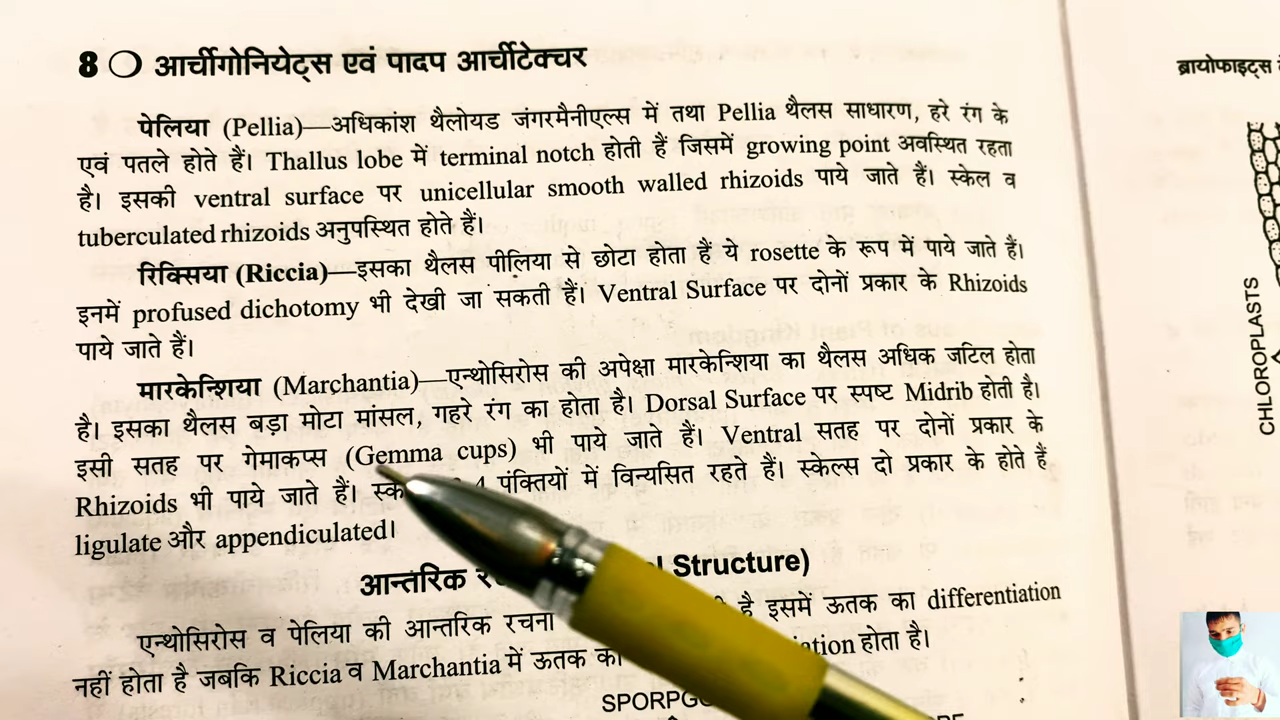 8 ❍ आर्चीगोनियेट्स एवं पादप आर्चीटेक्चर
पेलिया (Pellia)—अधिकांश थैलोयड जंगरमैनीएल्स में तथा Pellia थैलस साधारण, हरे रंग के
एवं पतले होते हैं। Thallus lobe में terminal notch होती हैं जिसमें growing point अवस्थित रहता
है। इसकी ventral surface पर unicellular smooth walled rhizoids पाये जाते हैं। स्केल व
tuberculated rhizoids अनुपस्थित होते हैं।
रिक्सिया (Riccia)—इसका थैलस पीलिया से छोटा होता हैं ये rosette के रूप में पाये जाते हैं।
इनमें profused dichotomy भी देखी जा सकती हैं। Ventral Surface पर दोनों प्रकार के Rhizoids
पाये जाते हैं।
मारकेन्शिया (Marchantia)—एन्थोसिरोस की अपेक्षा मारकेन्शिया का थैलस अधिक जटिल होता
है। इसका थैलस बड़ा मोटा मांसल, गहरे रंग का होता है। Dorsal Surface पर स्पष्ट Midrib होती है।
इसी सतह पर गेमाकप्स (Gemma cups) भी पाये जाते हैं। Ventral सतह पर दोनों प्रकार के
Rhizoids भी पाये जाते हैं। 4 पंक्तियों में विन्यसित रहते हैं। स्केल्स दो प्रकार के होते हैं
ligulate और appendiculated।
आन्तरिक Structure)
एन्थोसिरोस व पेलिया की आन्तरिक रचना है इसमें ऊतक का differentiation
नहीं होता है जबकि Riccia व Marchantia में ऊतक का होता है।
ब्रायोफाइट्स
CHLOROPLASTS